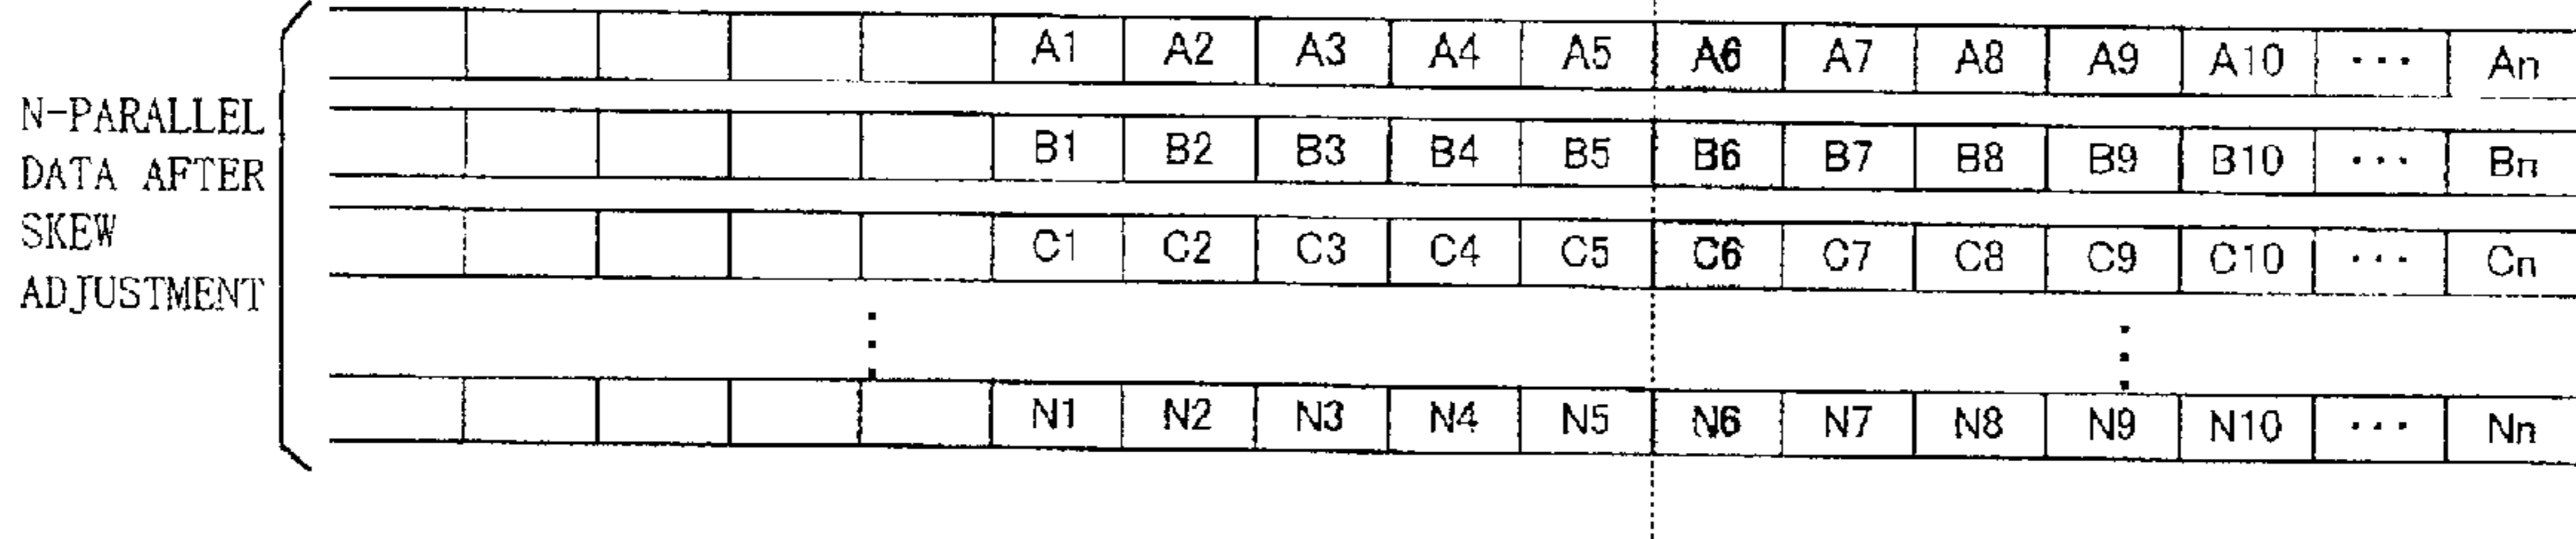 N-PARALLEL
DATA AFTER
SKEW
ADJUSTMENT
A1 A2 A3 A4 A5 A6 A7 A8 A9 A10 ··· An
B1 B2 B3 B4 B5 B6 B7 B8 B9 B10 ··· Bn
C1 C2 C3 C4 C5 C6 C7 C8 C9 C10 ··· Cn
N1 N2 N3 N4 N5 N6 N7 N8 N9 N10 ··· Nn